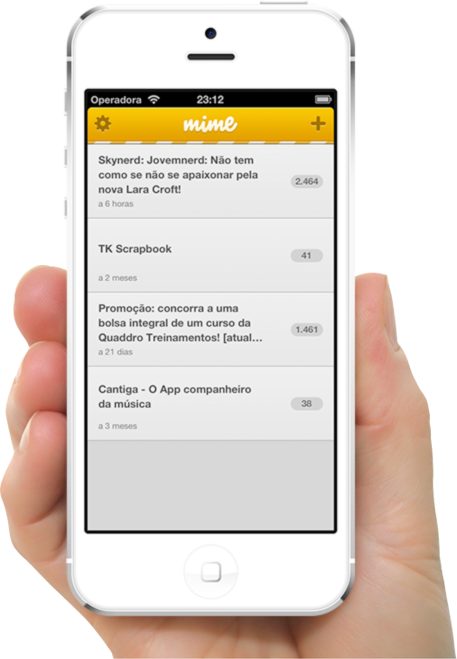 Operadora 23:12
mime
Skynerd: Jovemnerd: Não tem
como se não se apaixonar pela
nova Lara Croft!
2.464
a 6 horas
TK Scrapbook
41
a 2 meses
Promoção: concorra a uma
bolsa integral de um curso da
Quaddro Treinamentos! [atual...
1.461
a 21 dias
Cantiga - O App companheiro
da música
38
a 3 meses